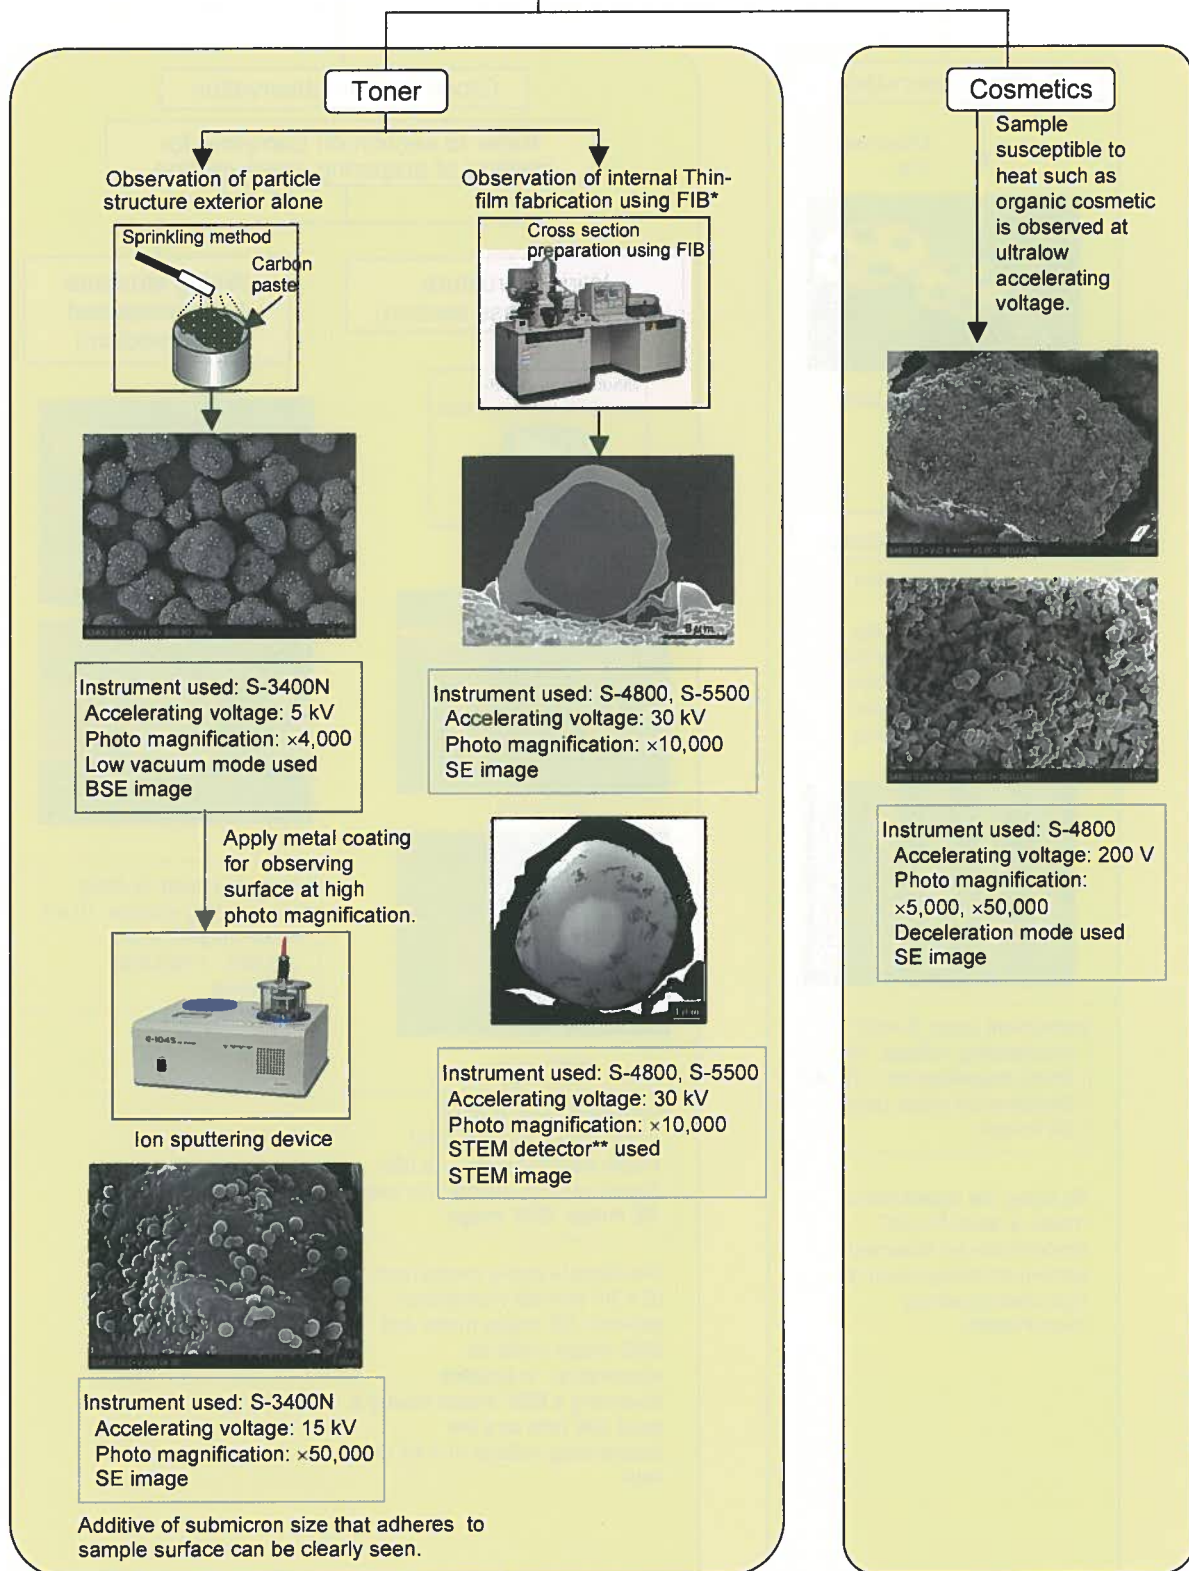 Toner
Observation of particle
structure exterior alone
Sprinkling method
Carbon
paste
Instrument used: S-3400N
Accelerating voltage: 5 kV
Photo magnification: ×4,000
Low vacuum mode used
BSE image
Apply metal coating
for observing
surface at high
photo magnification.
e-1045
Ion sputtering device
Instrument used: S-3400N
Accelerating voltage: 15 kV
Photo magnification: ×50,000
SE image
Additive of submicron size that adheres to
sample surface can be clearly seen.
Observation of internal Thin-
film fabrication using FIB*
Cross section
preparation using FIB
Instrument used: S-4800, S-5500
Accelerating voltage: 30 kV
Photo magnification: ×10,000
SE image
Instrument used: S-4800, S-5500
Accelerating voltage: 30 kV
Photo magnification: ×10,000
STEM detector** used
STEM image
Cosmetics
Sample
susceptible to
heat such as
organic cosmetic
is observed at
ultralow
accelerating
voltage.
Instrument used: S-4800
Accelerating voltage: 200 V
Photo magnification:
×5,000, ×50,000
Deceleration mode used
SE image